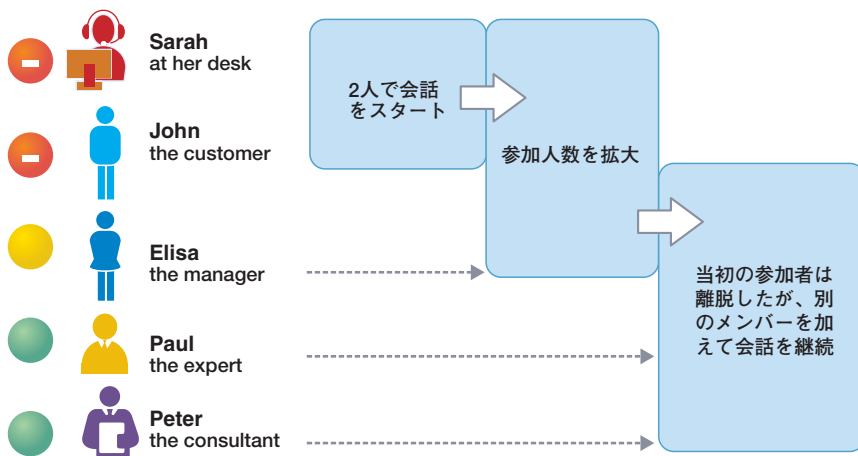 Sarah
at her desk
John
the customer
Elisa
the manager
Paul
the expert
Peter
the consultant
2人で会話
をスタート
参加人数を拡大
当初の参加者は
離脱したが、別
のメンバーを加
えて会話を継続